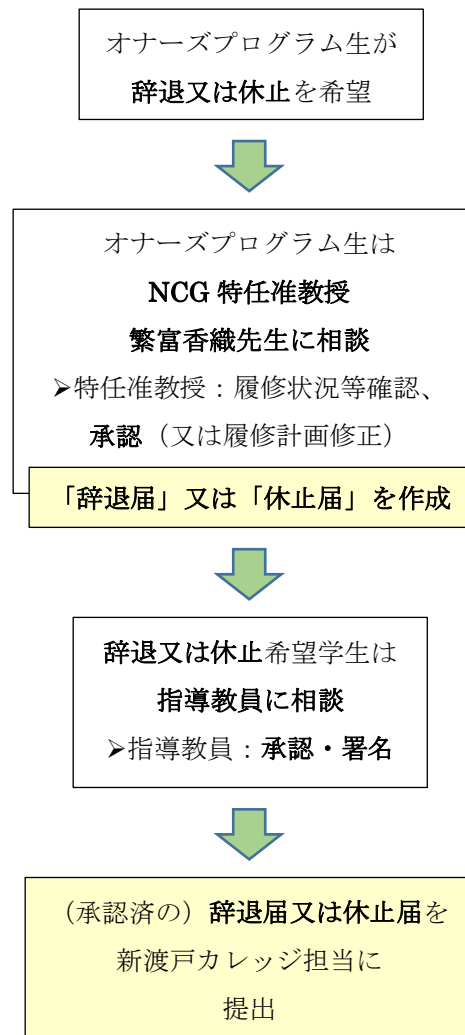 オナーズプログラム生が
辞退又は休止を希望
オナーズプログラム生は
NCG 特任准教授
繁富香織先生に相談
➤特任准教授：履修状況等確認、
承認（又は履修計画修正）
「辞退届」又は「休止届」を作成
辞退又は休止希望学生は
指導教員に相談
➤指導教員：承認・署名
（承認済の）辞退届又は休止届を
新渡戸カレッジ担当に
提出